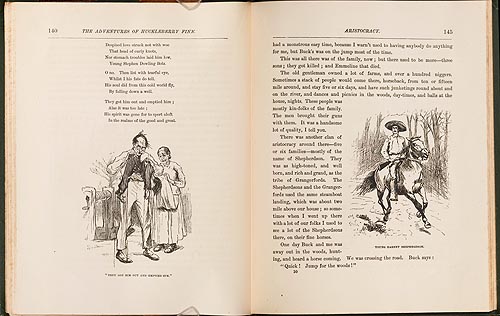 140 THE ADVENTURES OF HUCKLEBERRY FINN.
Despised love struck not with woe
That head of curly knots,
Nor stomach troubles laid him low,
Young Stephen Dowling Bots.
O no. Then list with tearful eye,
Whilst I his fate do tell.
His soul did from this cold world fly,
By falling down a well.
They got him out and emptied him;
Alas it was too late;
His spirit was gone for to sport aloft
In the realms of the good and great.
"THEY GOT HIM OUT AND EMPTIED HIM."
ARISTOCRACY. 145
had a monstrous easy time, because I warn't used to having anybody do anything
for me, but Buck's was on the jump most of the time.
This was all there was of the family, now; but there used to be more—three
sons; they got killed; and Emmeline that died.
The old gentleman owned a lot of farms, and over a hundred niggers.
Sometimes a stack of people would come there, horseback, from ten or fifteen
mile around, and stay five or six days, and have such junketings round about and
on the river, and dances and picnics in the woods, day-times, and balls at the
house, nights. These people was
mostly kin-folks of the family.
The men brought their guns
with them. It was a handsome
lot of quality, I tell you.
There was another clan of
aristocracy around there—five
or six families—mostly of the
name of Shepherdson. They
was as high-toned, and well
born, and rich and grand, as the
tribe of Grangerfords. The
Shepherdsons and the Granger-
fords used the same steamboat
landing, which was about two
mile above our house; so some-
times when I went up there
with a lot of our folks I used to
see a lot of the Shepherdsons
there, on their fine horses.
One day Buck and me was
away out in the woods, hunt-
ing, and heard a horse coming. We was crossing the road. Buck says:
"Quick! Jump for the woods!"
YOUNG HARNEY SHEPHERDSON.
10